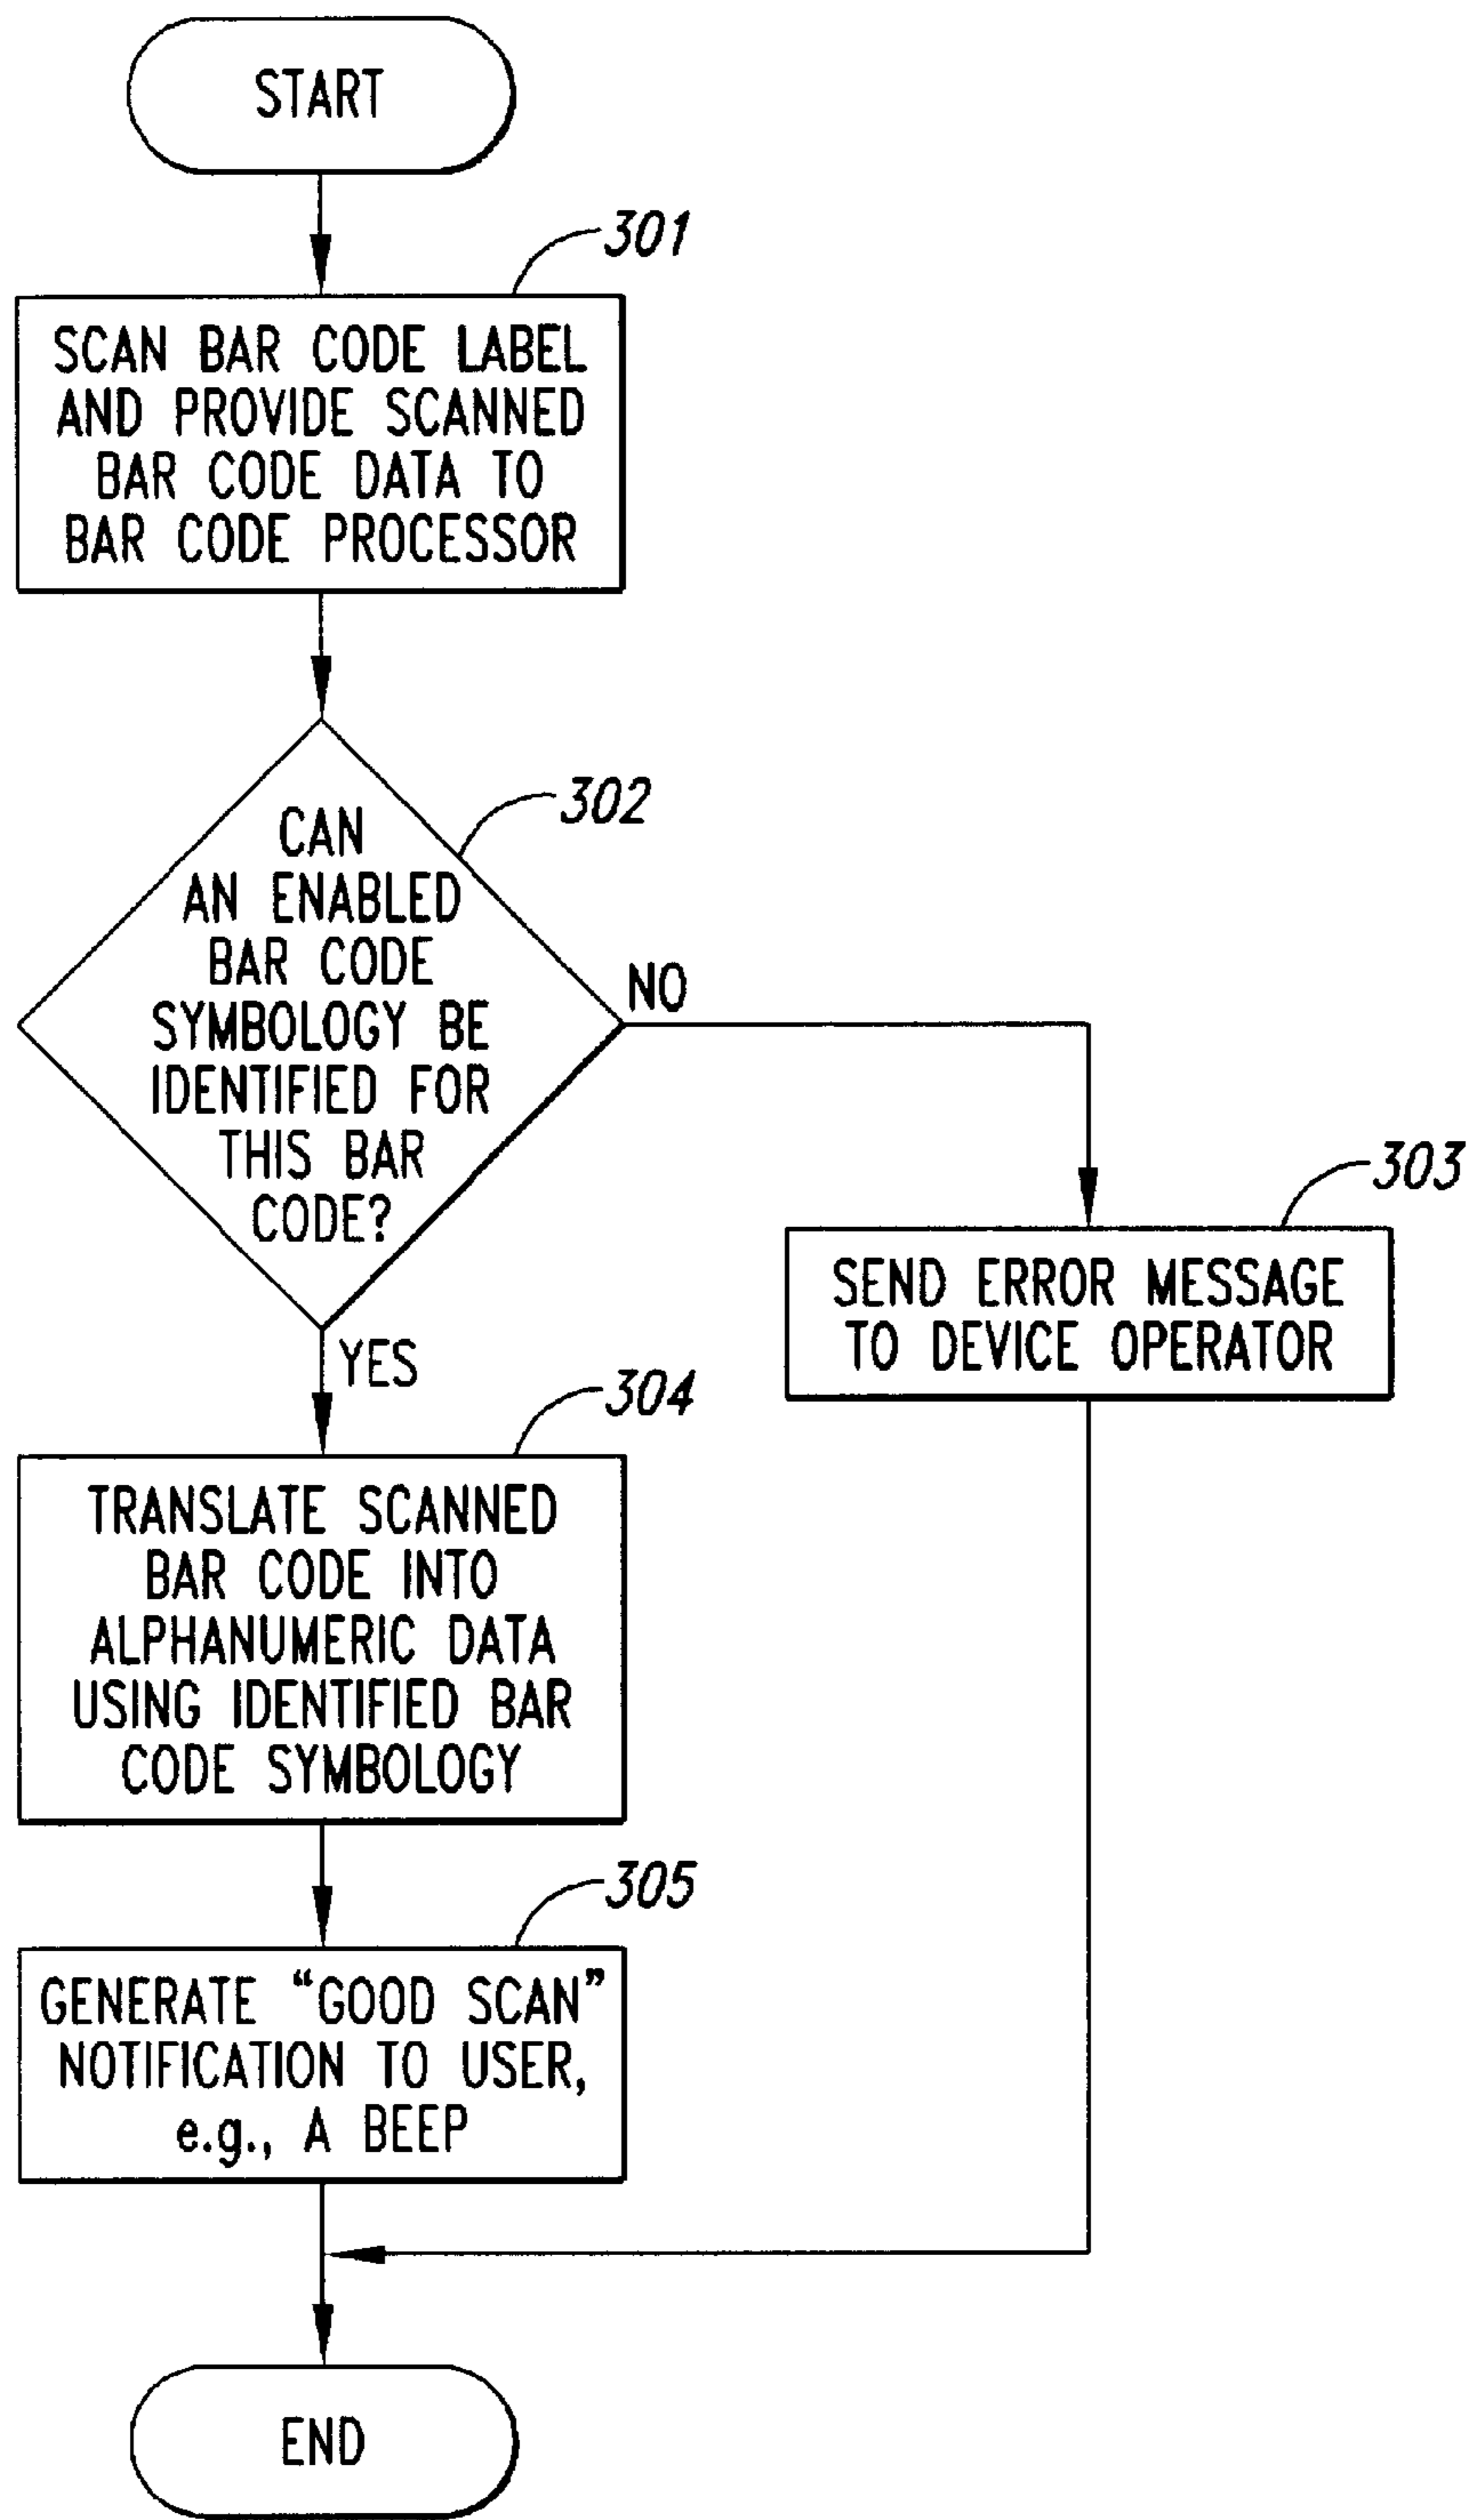 START
301
SCAN BAR CODE LABEL
AND PROVIDE SCANNED
BAR CODE DATA TO
BAR CODE PROCESSOR
302
CAN
AN ENABLED
BAR CODE
SYMBOLOGY BE
IDENTIFIED FOR
THIS BAR
CODE?
NO
303
SEND ERROR MESSAGE
TO DEVICE OPERATOR
YES
304
TRANSLATE SCANNED
BAR CODE INTO
ALPHANUMERIC DATA
USING IDENTIFIED BAR
CODE SYMBOLOGY
305
GENERATE “GOOD SCAN”
NOTIFICATION TO USER,
e.g., A BEEP
END